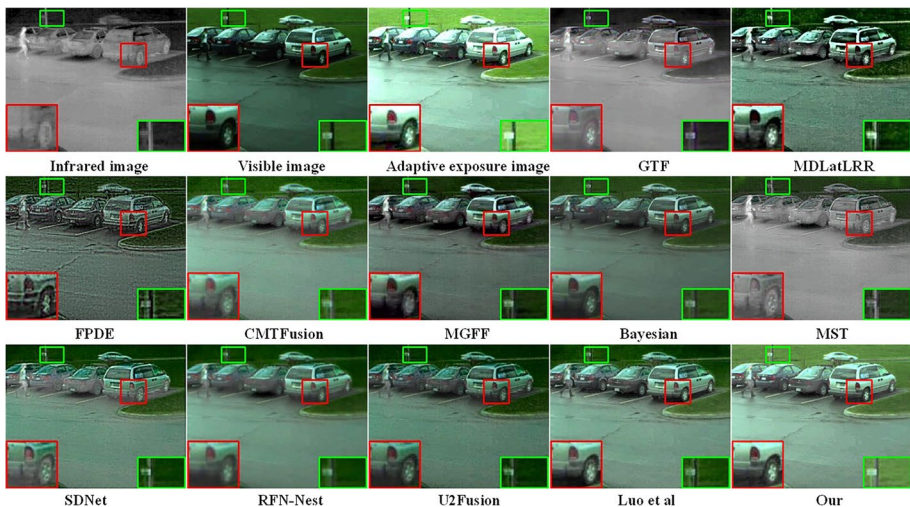 Infrared image
Visible image
Adaptive exposure image
GTF
MDLatLRR
FPDE
CMTFusion
MGFF
Bayesian
MST
SDNet
RFN-Nest
U2Fusion
Luo et al
Our